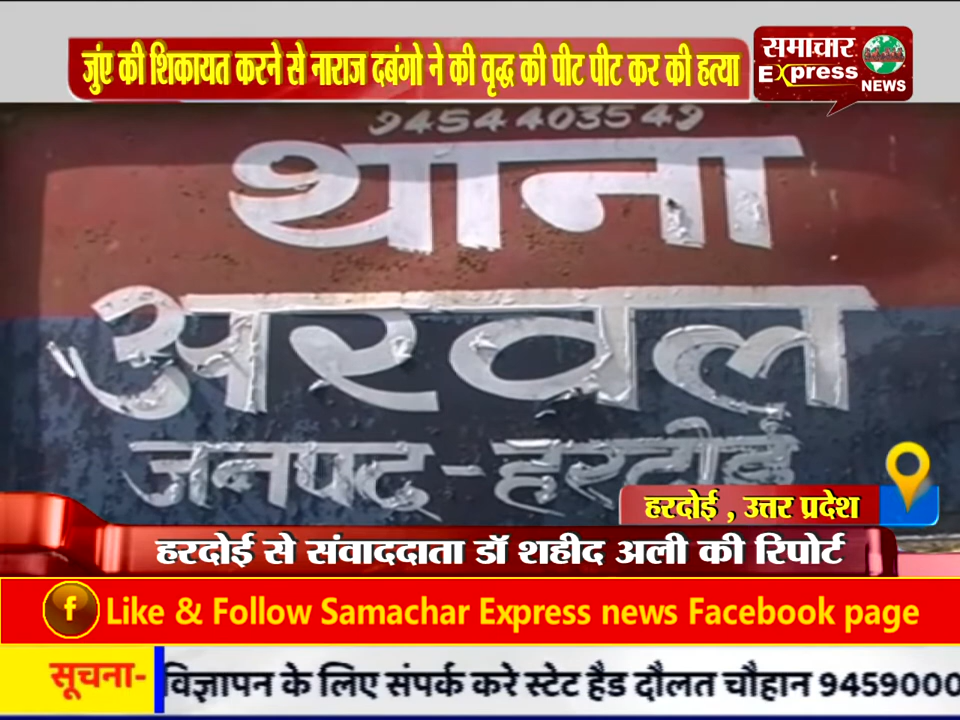 जुंए की शिकायत करने से नाराज दबंगो ने की वृद्ध की पीट पीट कर की हत्या
समाचार
Express
NEWS
9454403549
थाना
अरवल
जनपद-हरदोई
हरदोई , उत्तर प्रदेश
हरदोई से संवाददाता डॉ शहीद अली की रिपोर्ट
f Like & Follow Samachar Express news Facebook page
सूचना- विज्ञापन के लिए संपर्क करे स्टेट हैड दौलत चौहान 9459000